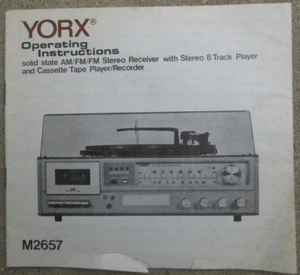 YORX®
Operating
Instructions
solid state AM/FM/FM Stereo Receiver with Stereo 8 Track Player
and Cassette Tape Player/Recorder
M2657